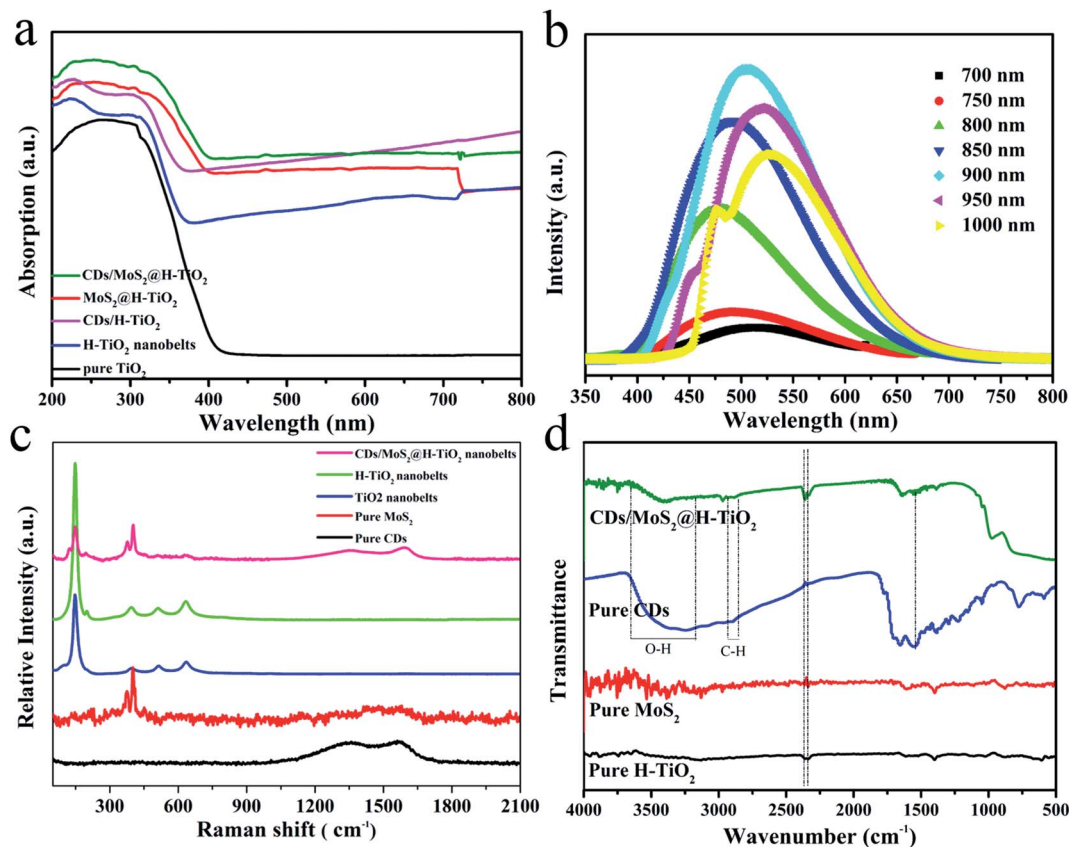 a
Absorption (a.u.)
CDs/MoS₂@H-TiO₂
MoS₂@H-TiO₂
CDs/H-TiO₂
H-TiO₂ nanobelts
pure TiO₂
200 300 400 500 600 700 800
Wavelength (nm)
b
Intensity (a.u.)
700 nm
750 nm
800 nm
850 nm
900 nm
950 nm
1000 nm
350 400 450 500 550 600 650 700 750 800
Wavelength (nm)
c
Relative Intensity (a.u.)
CDs/MoS₂@H-TiO₂ nanobelts
H-TiO₂ nanobelts
TiO2 nanobelts
Pure MoS₂
Pure CDs
150 300 450 600 750 900 1200 1500 1800 2100
Raman shift ( cm⁻¹)
d
Transmittance
CDs/MoS₂@H-TiO₂
Pure CDs
O-H
C-H
Pure MoS₂
Pure H-TiO₂
4000 3500 3000 2500 2000 1500 1000 500
Wavenumber (cm⁻¹)